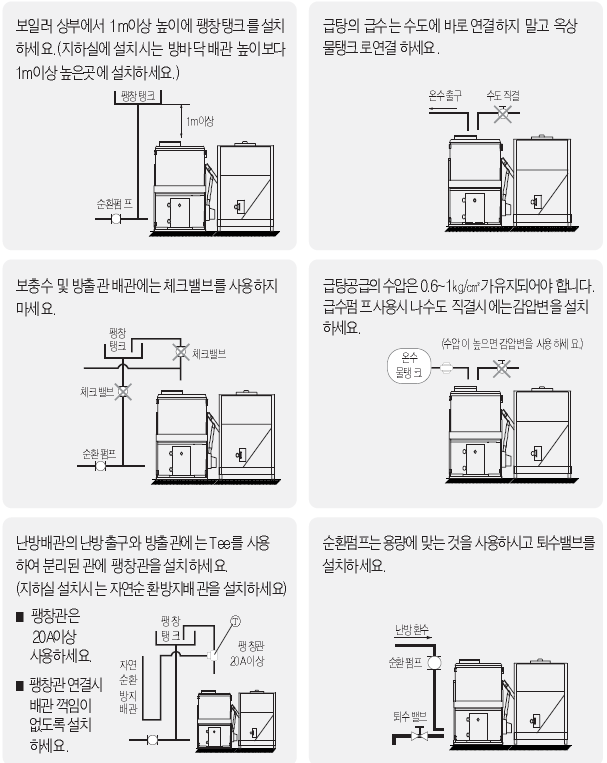 보일러 상부에서 1m이상 높이에 팽창탱크를 설치
하세요.(지하실에 설치시는 방바닥 배관 높이보다
1m이상 높은곳에 설치하세요.)
팽창탱크
1m이상
순환펌프
급탕의 급수는 수도에 바로 연결하지 말고 옥상
물탱크로 연결 하세요.
온수출구
수도 직결
보충수 및 방출관 배관에는 체크밸브를 사용하지
마세요.
팽창
탱크
체크밸브
체크밸브
순환펌프
급탕공급의 수압은 0.6~1kg/㎠가 유지되어야 합니다.
급수펌프 사용시나 수도 직결시에는 감압변을 설치
하세요.
(수압이 높으면 감압변을 사용하세요.)
온수
물탱크
난방배관의 난방출구와 방출관에는 Tee를 사용
하여 분리된 관에 팽창관을 설치하세요.
(지하실 설치시는 자연순환방지배관을 설치하세요)
■ 팽창관은
20A이상
사용하세요.
■ 팽창관 연결시
배관 꺽임이
없도록 설치
하세요.
팽창
탱크
T
팽창관
20A이상
자연
순환
방지
배관
순환펌프는 용량에 맞는 것을 사용하시고 퇴수밸브를
설치하세요.
난방환수
순환펌프
퇴수밸브